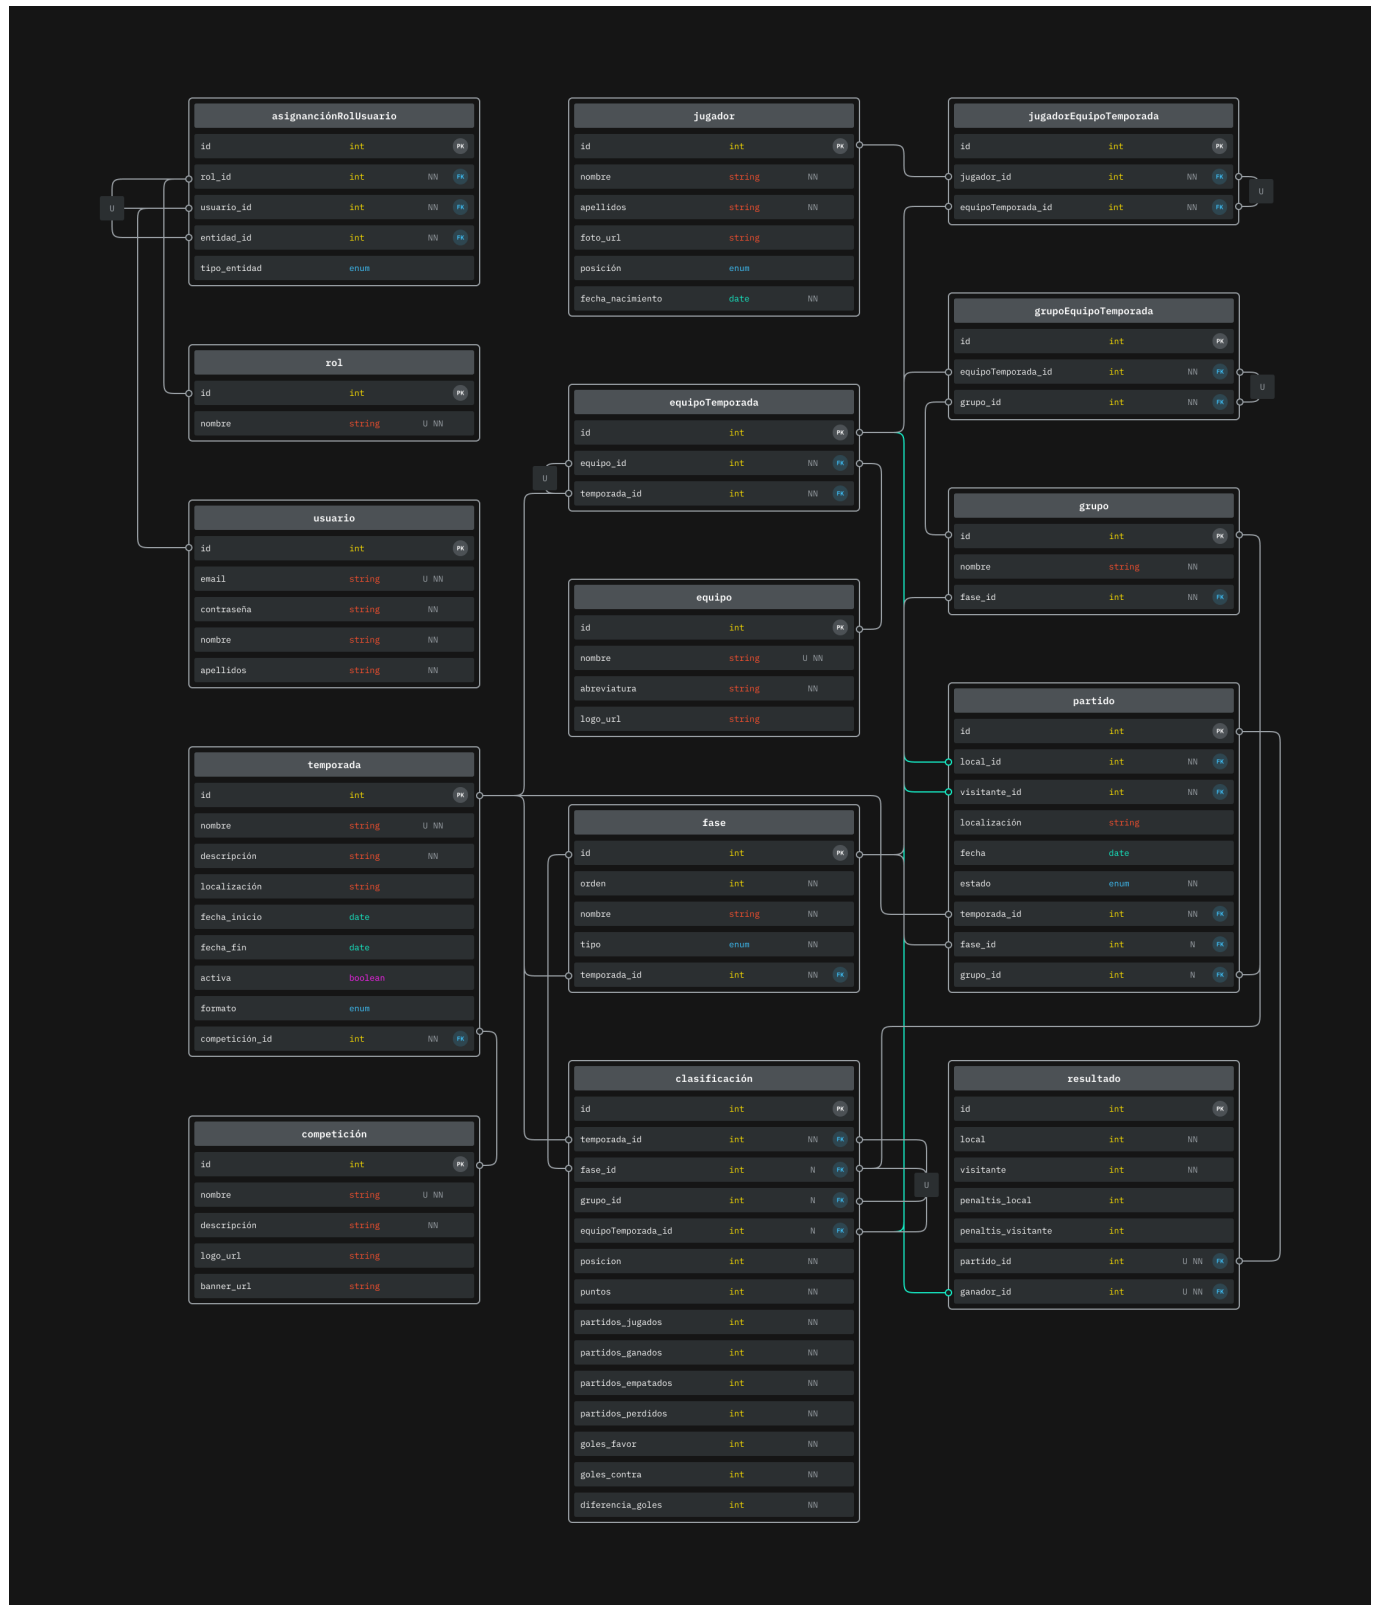 asignanciónRolUsuario
id int PK
rol_id int NN FK
usuario_id int NN FK
entidad_id int NN FK
tipo_entidad enum
U
rol
id int PK
nombre string U NN
usuario
id int PK
email string U NN
contraseña string NN
nombre string NN
apellidos string NN
temporada
id int PK
nombre string U NN
descripción string NN
localización string
fecha_inicio date
fecha_fin date
activa boolean
formato enum
competición_id int NN FK
competición
id int PK
nombre string U NN
descripción string NN
logo_url string
banner_url string
jugador
id int PK
nombre string NN
apellidos string NN
foto_url string
posición enum
fecha_nacimiento date NN
equipoTemporada
id int PK
equipo_id int NN FK
temporada_id int NN FK
U
equipo
id int PK
nombre string U NN
abreviatura string NN
logo_url string
fase
id int PK
orden int NN
nombre string NN
tipo enum NN
temporada_id int NN FK
clasificación
id int PK
temporada_id int NN FK
fase_id int N FK
grupo_id int N FK
equipoTemporada_id int N FK
posicion int NN
puntos int NN
partidos_jugados int NN
partidos_ganados int NN
partidos_empatados int NN
partidos_perdidos int NN
goles_favor int NN
goles_contra int NN
diferencia_goles int NN
U
jugadorEquipoTemporada
id int PK
jugador_id int NN FK
equipoTemporada_id int NN FK
U
grupoEquipoTemporada
id int PK
equipoTemporada_id int NN FK
grupo_id int NN FK
U
grupo
id int PK
nombre string NN
fase_id int NN FK
partido
id int PK
local_id int NN FK
visitante_id int NN FK
localización string
fecha date
estado enum NN
temporada_id int NN FK
fase_id int N FK
grupo_id int N FK
resultado
id int PK
local int NN
visitante int NN
penaltis_local int
penaltis_visitante int
partido_id int U NN FK
ganador_id int U NN FK